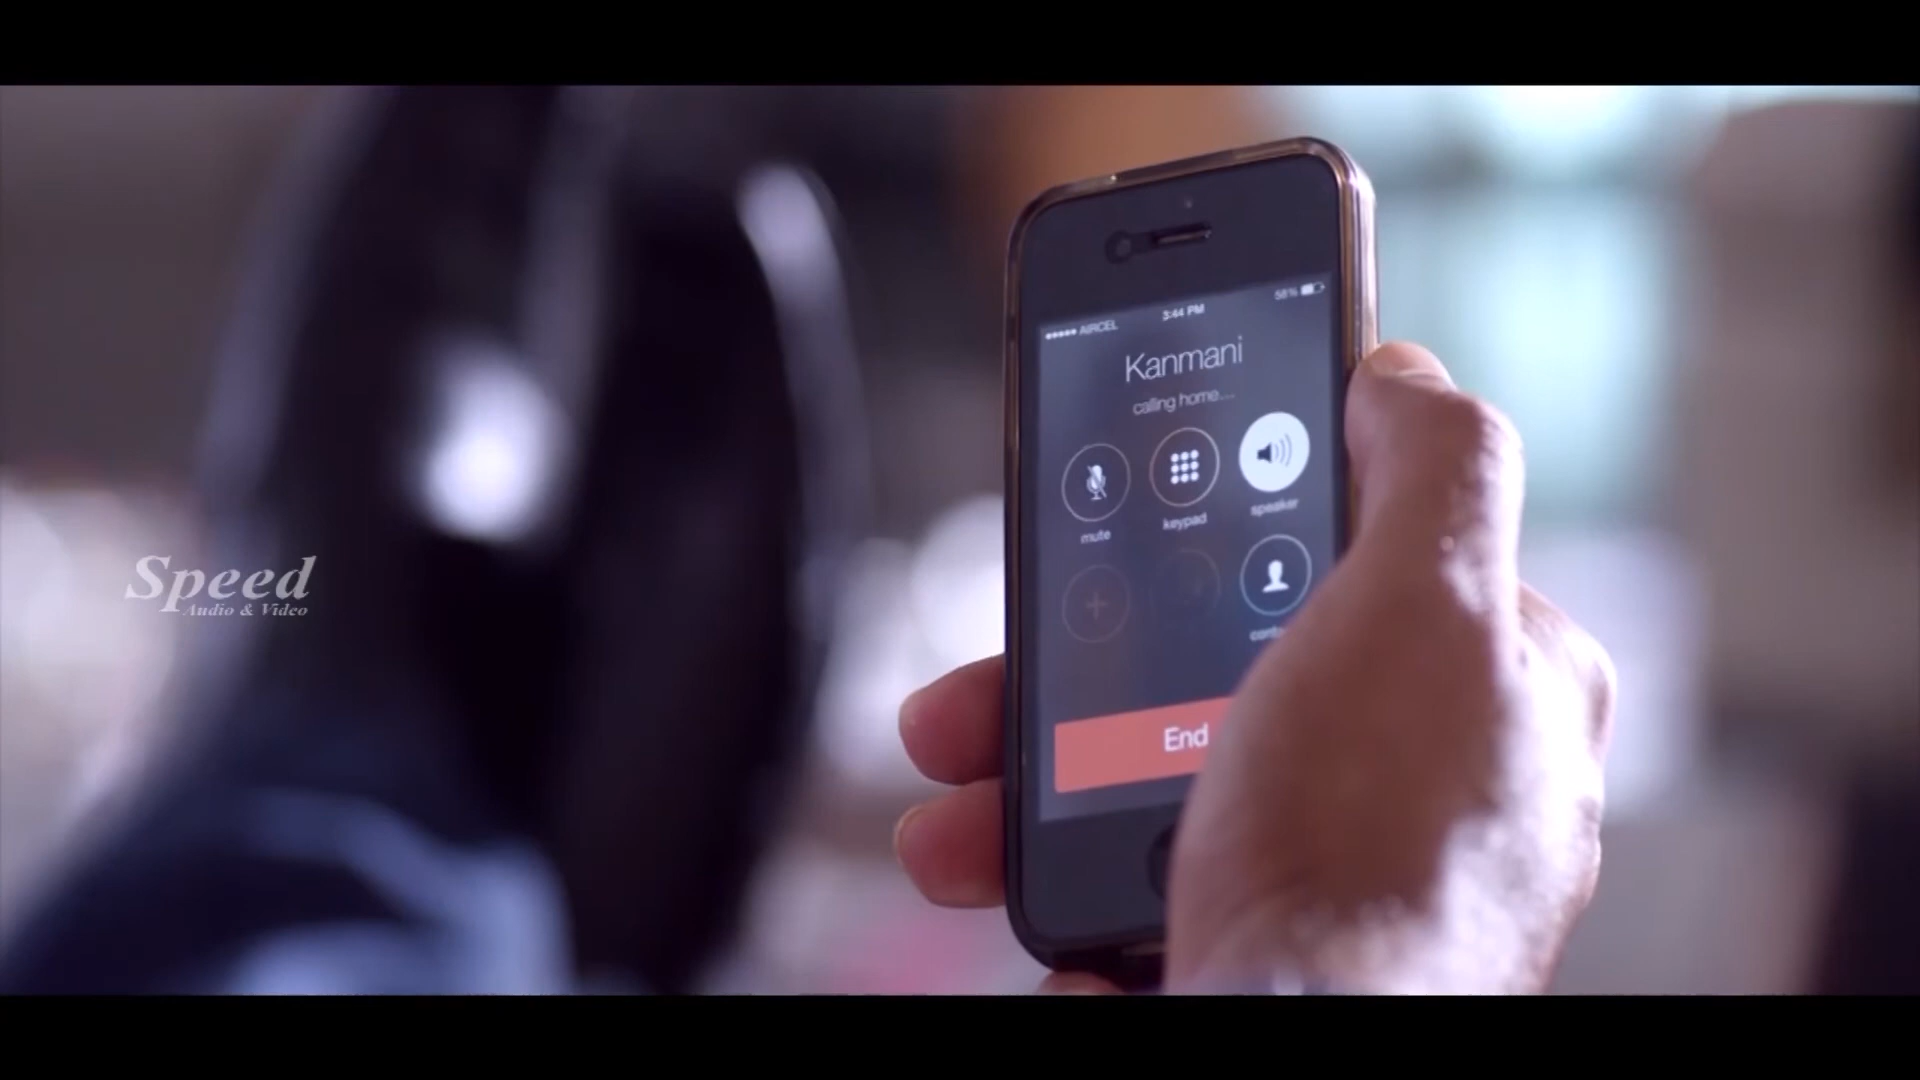 ●●●●● AIRCEL 3:44 PM 58%
Kanmani
calling home...
mute keypad speaker
End
Speed
Audio & Video